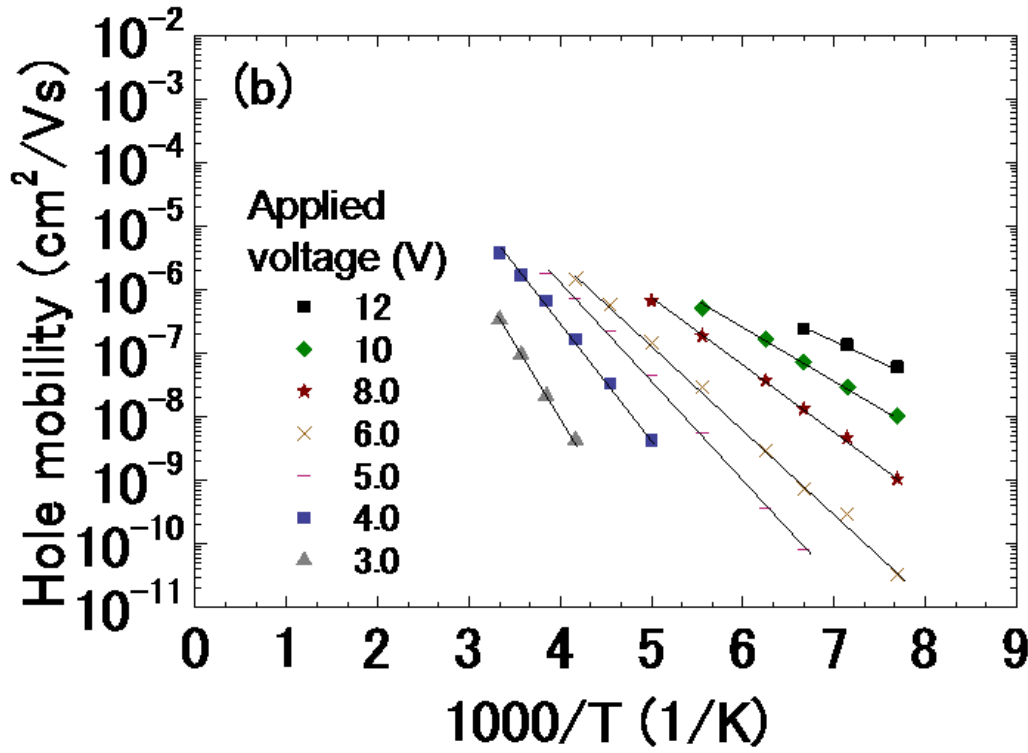 (b)
Hole mobility (cm²/Vs)
10⁻²
10⁻³
10⁻⁴
10⁻⁵
10⁻⁶
10⁻⁷
10⁻⁸
10⁻⁹
10⁻¹⁰
10⁻¹¹
Applied
voltage (V)
12
10
8.0
6.0
5.0
4.0
3.0
0 1 2 3 4 5 6 7 8 9
1000/T (1/K)